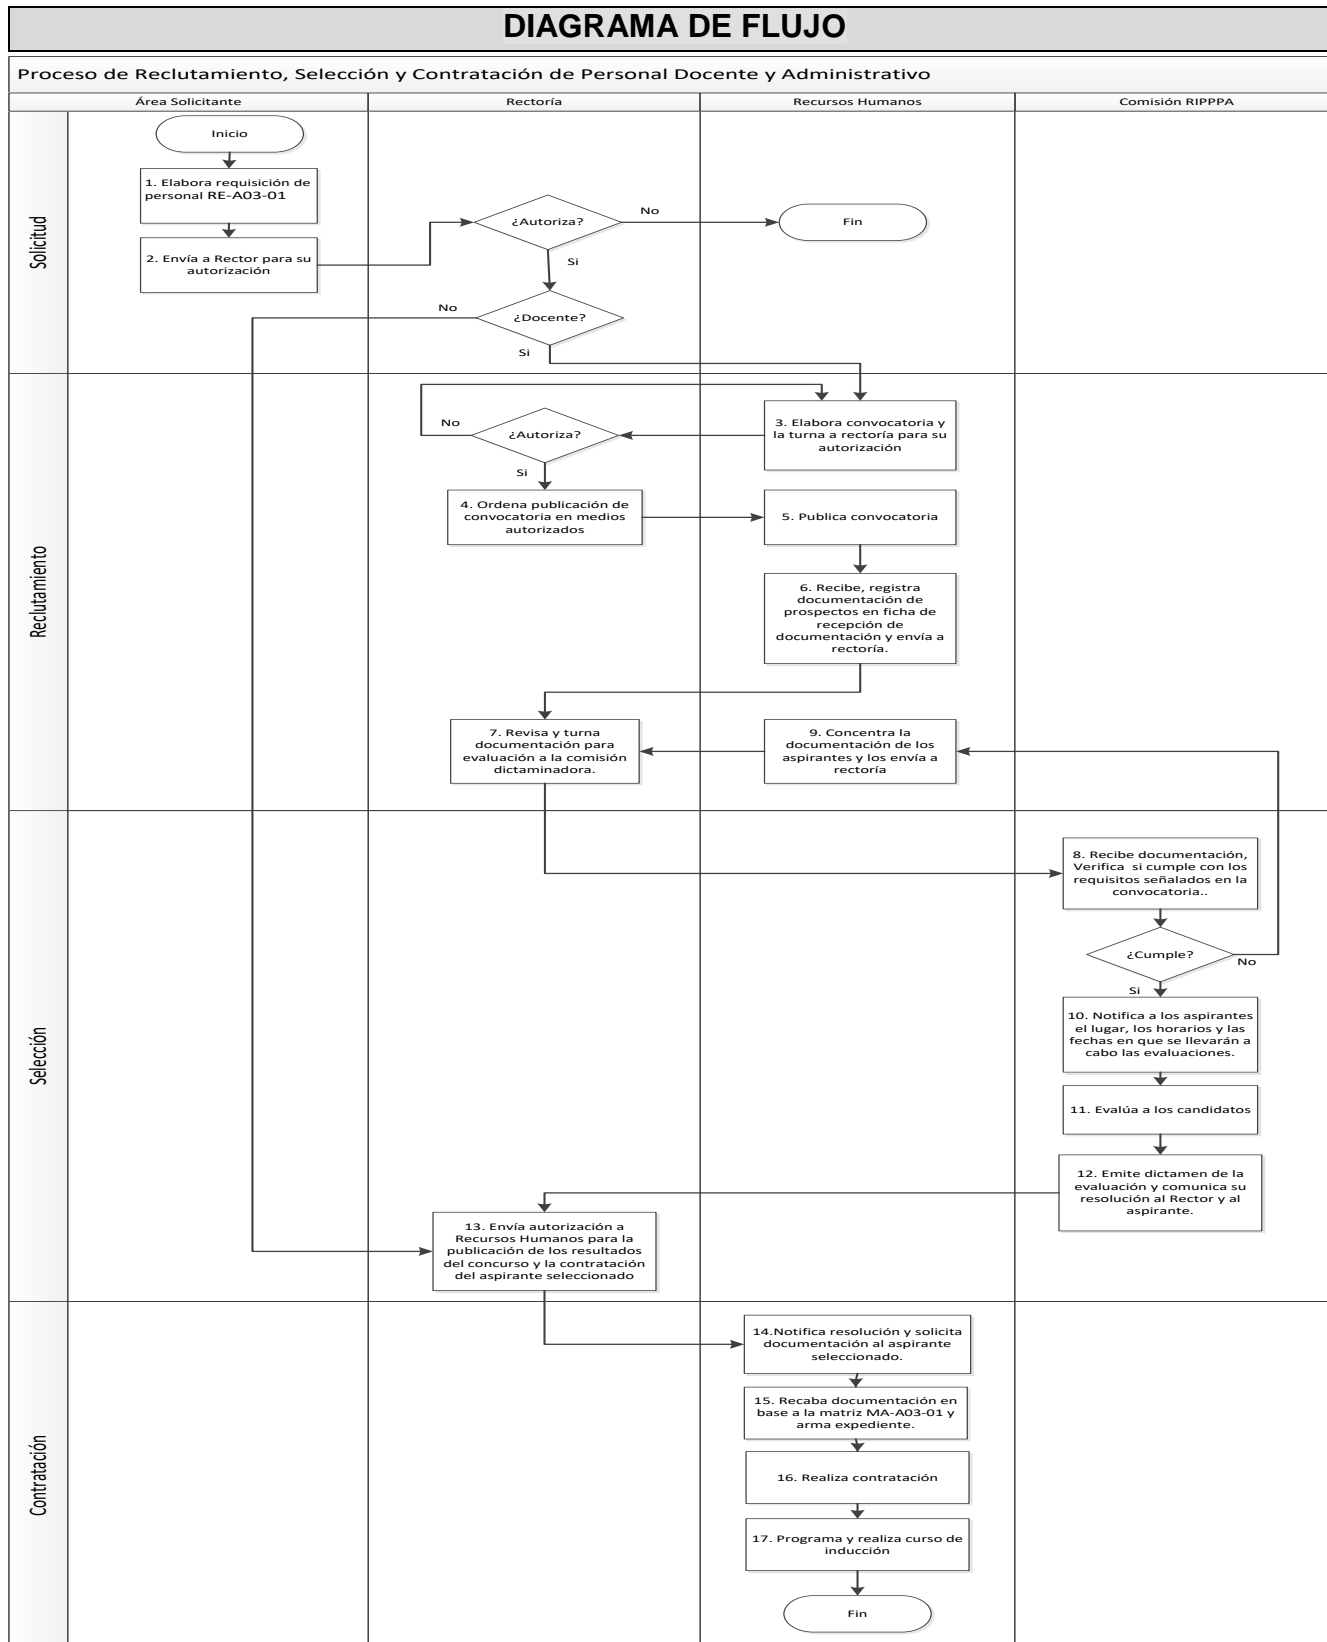 DIAGRAMA DE FLUJO
Proceso de Reclutamiento, Selección y Contratación de Personal Docente y Administrativo
Área Solicitante
Rectoría
Recursos Humanos
Comisión RIPPPA
Solicitud
Inicio
1. Elabora requisición de
personal RE-A03-01
2. Envía a Rector para su
autorización
¿Autoriza?
No
Fin
Si
¿Docente?
No
Si
Reclutamiento
3. Elabora convocatoria y
la turna a rectoría para su
autorización
¿Autoriza?
No
Si
4. Ordena publicación de
convocatoria en medios
autorizados
5. Publica convocatoria
6. Recibe, registra
documentación de
prospectos en ficha de
recepción de
documentación y envía a
rectoría.
7. Revisa y turna
documentación para
evaluación a la comisión
dictaminadora.
9. Concentra la
documentación de los
aspirantes y los envía a
rectoría
Selección
8. Recibe documentación,
Verifica si cumple con los
requisitos señalados en la
convocatoria..
¿Cumple?
No
Si
10. Notifica a los aspirantes
el lugar, los horarios y las
fechas en que se llevarán a
cabo las evaluaciones.
11. Evalúa a los candidatos
12. Emite dictamen de la
evaluación y comunica su
resolución al Rector y al
aspirante.
13. Envía autorización a
Recursos Humanos para la
publicación de los resultados
del concurso y la contratación
del aspirante seleccionado
Contratación
14.Notifica resolución y solicita
documentación al aspirante
seleccionado.
15. Recaba documentación en
base a la matriz MA-A03-01 y
arma expediente.
16. Realiza contratación
17. Programa y realiza curso de
inducción
Fin